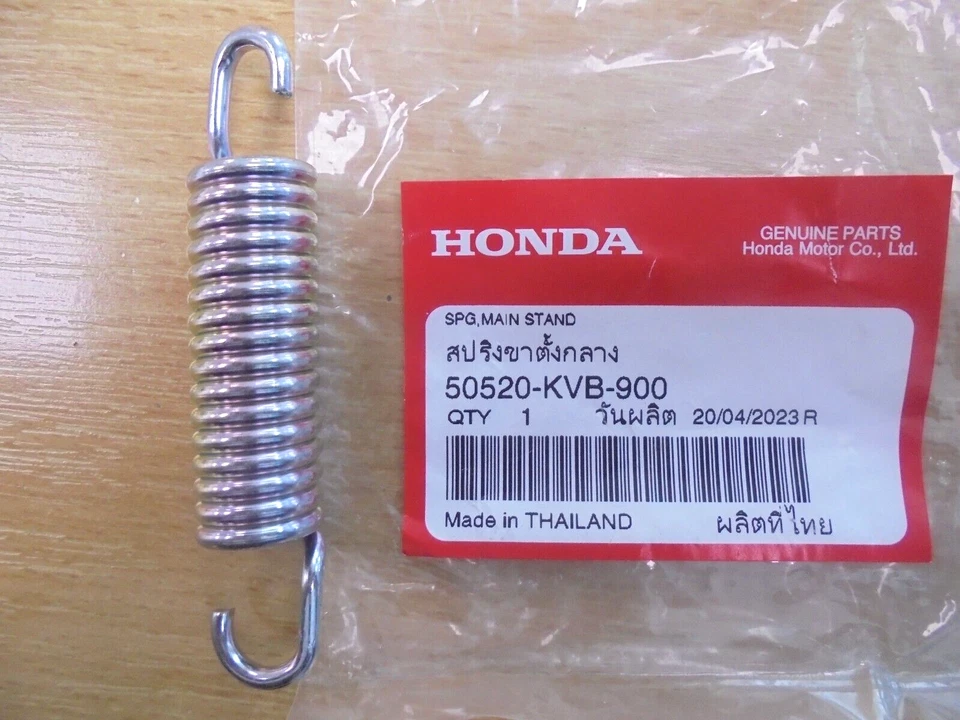 HONDA
GENUINE PARTS
Honda Motor Co., Ltd.
SPG,MAIN STAND
สปริงขาตั้งกลาง
50520-KVB-900
QTY 1 วันผลิต 20/04/2023 R
Made in THAILAND ผลิตที่ไทย